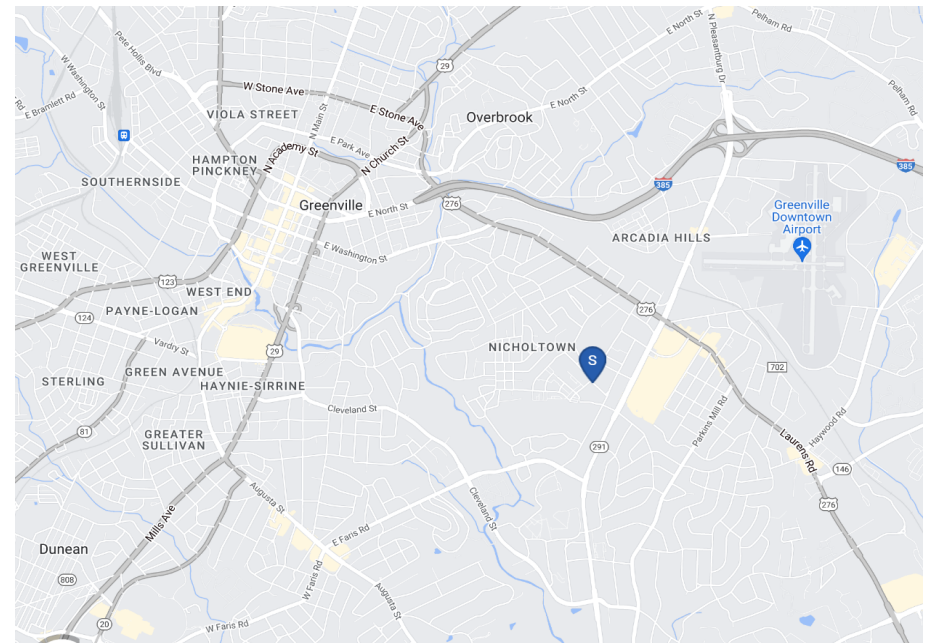 Pelham Rd
E North St
N Pleasantburg Dr
Pete Hollis Blvd
W Washington St
29
W Stone Ave
E North St
Pelham Rd
E Bramlett Rd
Rd
VIOLA STREET
N Main St
E Stone Ave
Overbrook
E Park Ave
N Church St
N Academy St
HAMPTON
PINCKNEY
SOUTHERNSIDE
385
385
Greenville
E North St
276
Greenville
Downtown
Airport
E Washington St
ARCADIA HILLS
WEST
GREENVILLE
123
WEST END
276
PAYNE-LOGAN
124
Vardry St
29
NICHOLTOWN
S
702
STERLING
GREEN AVENUE
HAYNIE-SIRRINE
Cleveland St
Parkins Mill Rd
Haywood Rd
81
GREATER
SULLIVAN
291
Laurens Rd
146
Augusta St
Cleveland St
276
Mills Ave
E Faris Rd
Dunean
W Faris Rd
808
Augusta St
20
W Faris Rd